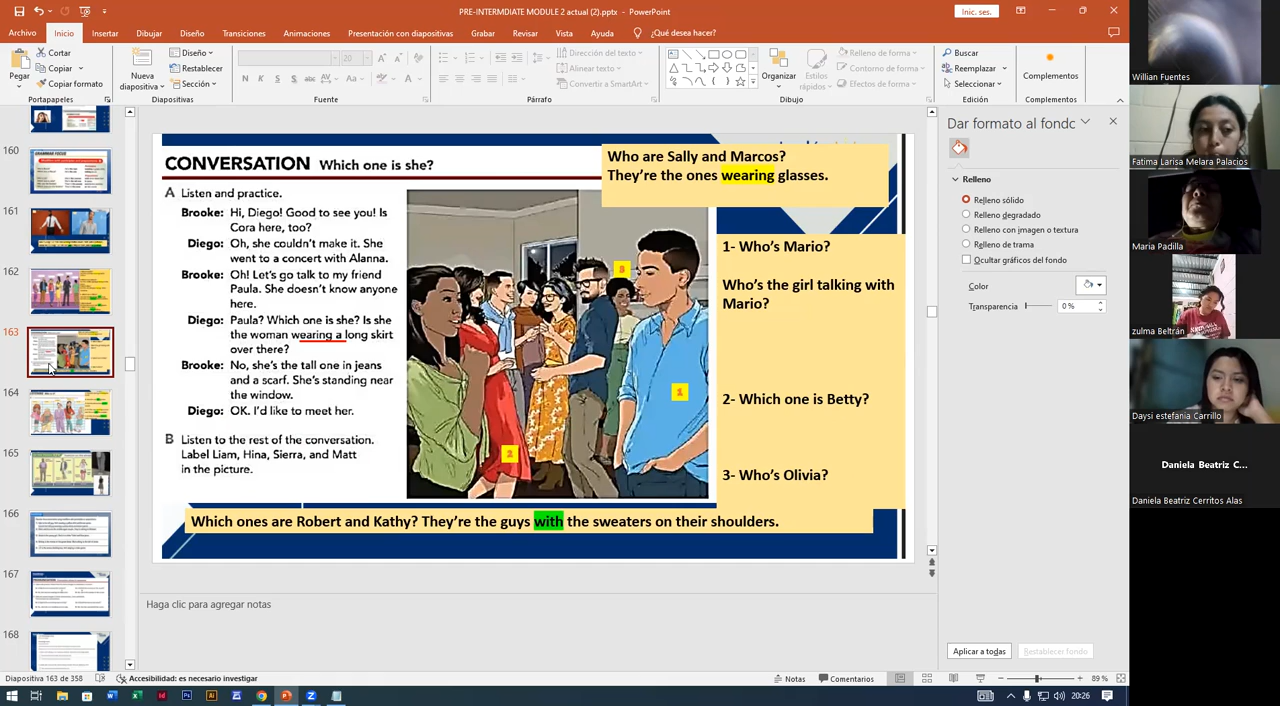 PRE-INTERMDIATE MODULE 2 actual (2).pptx - PowerPoint
Inic. ses.
Archivo Inicio Insertar Dibujar Diseño Transiciones Animaciones Presentación con diapositivas Grabar Revisar Vista Ayuda ¿Qué desea hacer?
Pegar
Cortar
Copiar
Copiar formato
Portapapeles
Nueva
diapositiva
Diseño
Restablecer
Sección
Diapositivas
20
N K S S abc AV Aa A
Fuente
Dirección del texto
Alinear texto
Convertir a SmartArt
Párrafo
Organizar
Estilos
rápidos
Relleno de forma
Contorno de forma
Efectos de forma
Dibujo
Buscar
Reemplazar
Seleccionar
Edición
Complementos
Complementos
160
161
162
163
164
165
166
167
168
CONVERSATION Which one is she?
A Listen and practice.
Brooke: Hi, Diego! Good to see you! Is
Cora here, too?
Diego: Oh, she couldn't make it. She
went to a concert with Alanna.
Brooke: Oh! Let's go talk to my friend
Paula. She doesn't know anyone
here.
Diego: Paula? Which one is she? Is she
the woman wearing a long skirt
over there?
Brooke: No, she's the tall one in jeans
and a scarf. She's standing near
the window.
Diego: OK. I'd like to meet her.
B Listen to the rest of the conversation.
Label Liam, Hina, Sierra, and Matt
in the picture.
3
1
2
Who are Sally and Marcos?
They're the ones wearing glasses.
1- Who's Mario?
Who's the girl talking with
Mario?
2- Which one is Betty?
3- Who's Olivia?
Which ones are Robert and Kathy? They're the guys with the sweaters on their shoulders.
Haga clic para agregar notas
Dar formato al fondo
Relleno
Relleno sólido
Relleno degradado
Relleno con imagen o textura
Relleno de trama
Ocultar gráficos del fondo
Color
Transparencia 0 %
Aplicar a todas
Restablecer fondo
Willian Fuentes
Fatima Larisa Melara Palacios
Maria Padilla
zulma Beltrán
Daysi estefania Carrillo
Daniela Beatriz C...
Daniela Beatriz Cerritos Alas
Diapositiva 163 de 358
Accesibilidad: es necesario investigar
Notas
Comentarios
89 %
20:26